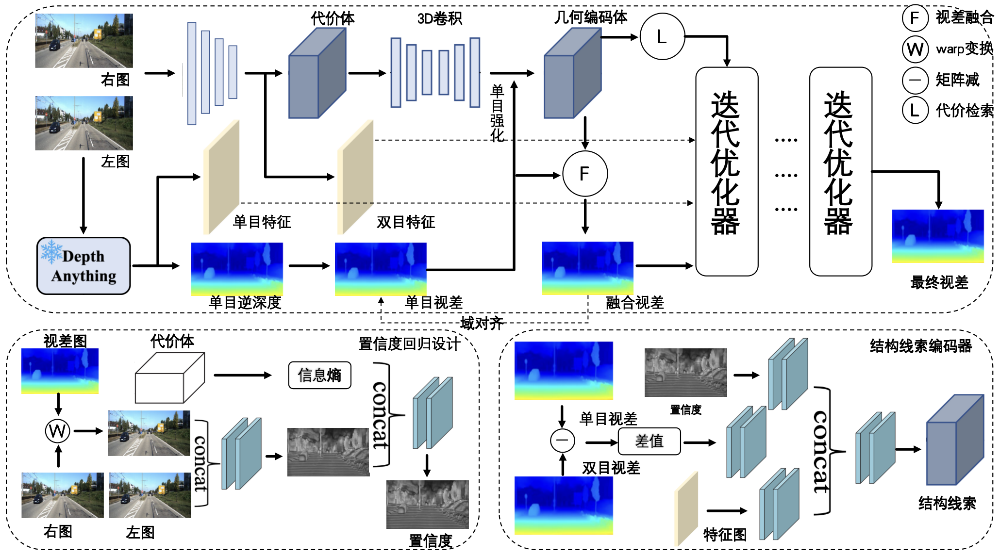 代价体
3D卷积
几何编码体
L
F 视差融合
W warp变换
— 矩阵减
L 代价检索
右图
左图
单目强化
F
迭代优化器
....
....
....
迭代优化器
单目特征
双目特征
Depth
Anything
单目逆深度
单目视差
融合视差
最终视差
域对齐
视差图
代价体
置信度回归设计
信息熵
concat
W
concat
右图
左图
置信度
结构线索编码器
置信度
单目视差
—
差值
双目视差
concat
特征图
结构线索